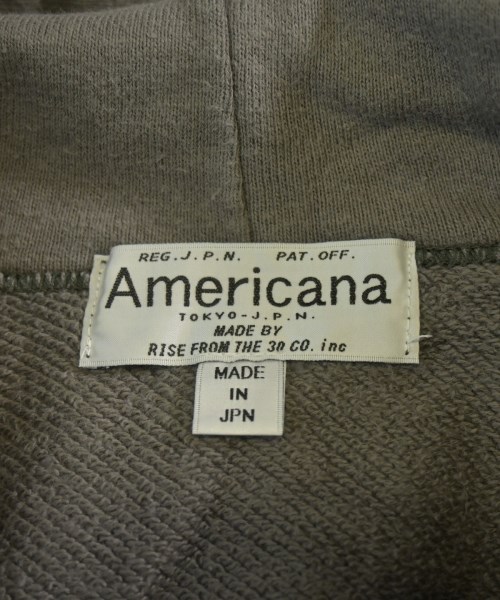 REG.J.P.N. PAT.OFF.
Americana
TOKYO-J.P.N.
MADE BY
RISE FROM THE 30 CO. inc
MADE
IN
JPN